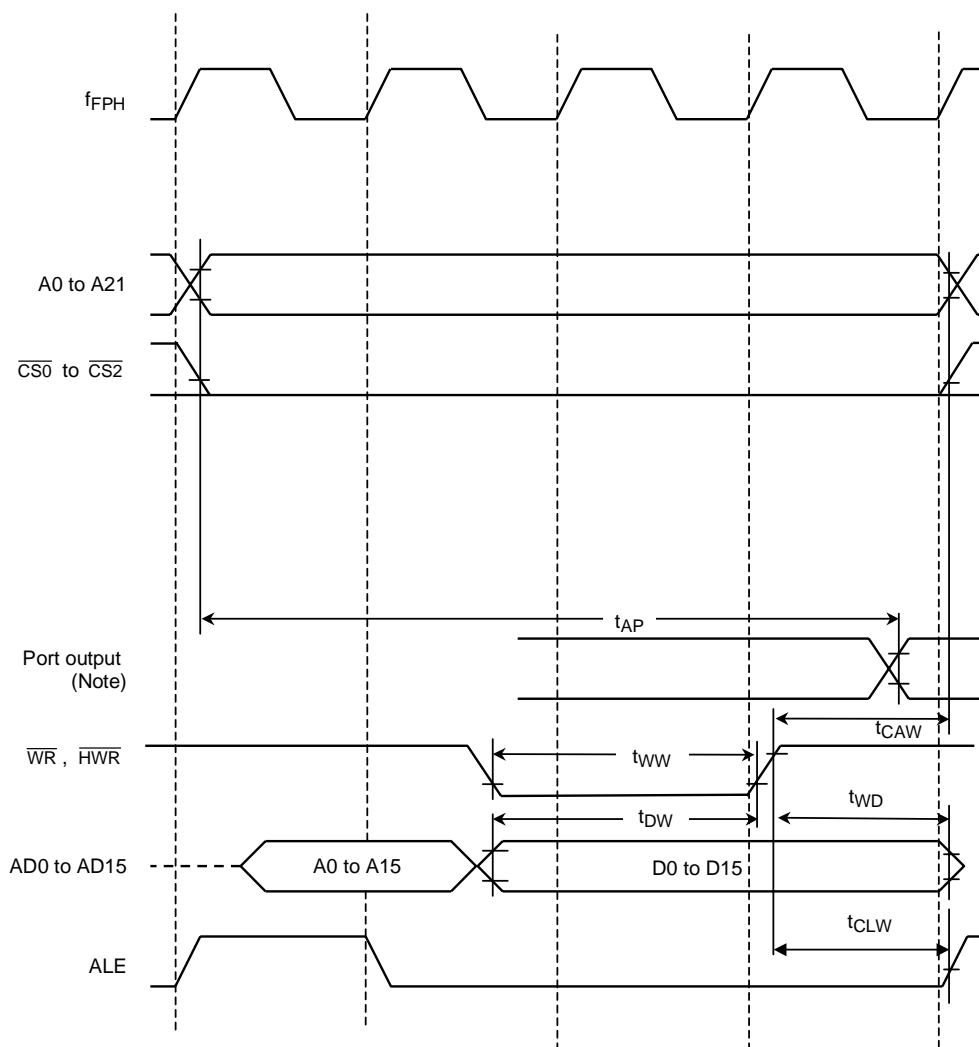 fFPH
A0 to A21
CS0 to CS2
tAP
Port output
(Note)
tCAW
WR , HWR
tWW
tWD
tDW
AD0 to AD15
A0 to A15
D0 to D15
tCLW
ALE